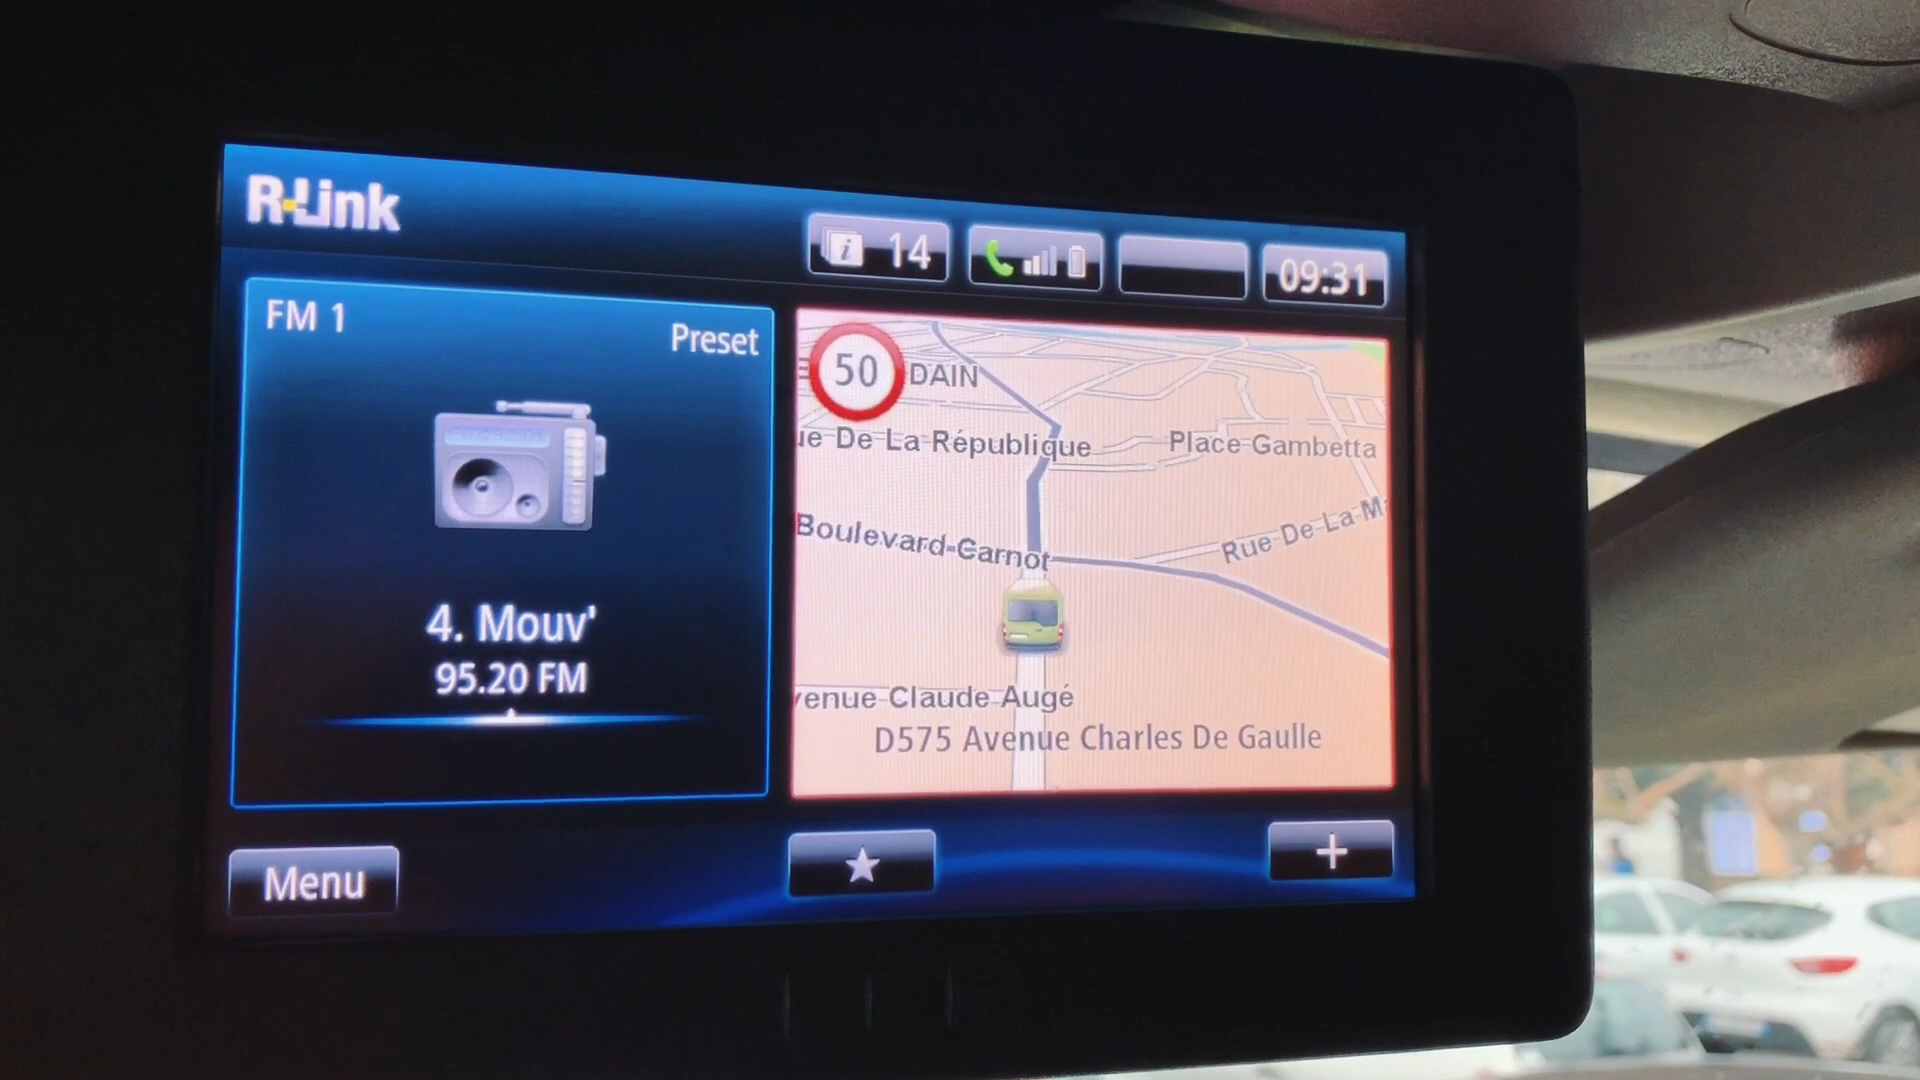 R-Link
14
09:31
FM 1
Preset
4. Mouv'
95.20 FM
50
DAIN
ue De La République
Place Gambetta
Boulevard Carnot
Rue De La Ma
venue Claude Augé
D575 Avenue Charles De Gaulle
Menu